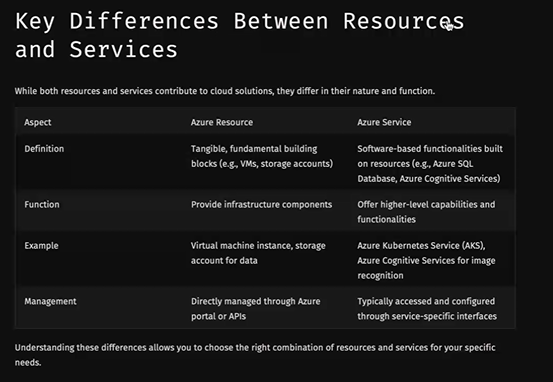 Key Differences Between Resources
and Services
While both resources and services contribute to cloud solutions, they differ in their nature and function.
Aspect Azure Resource Azure Service
Definition Tangible, fundamental building Software-based functionalities built
blocks (e.g., VMs, storage accounts) on resources (e.g., Azure SQL
Database, Azure Cognitive Services)
Function Provide infrastructure components Offer higher-level capabilities and
functionalities
Example Virtual machine instance, storage Azure Kubernetes Service (AKS),
account for data Azure Cognitive Services for image
recognition
Management Directly managed through Azure Typically accessed and configured
portal or APIs through service-specific interfaces
Understanding these differences allows you to choose the right combination of resources and services for your specific
needs.